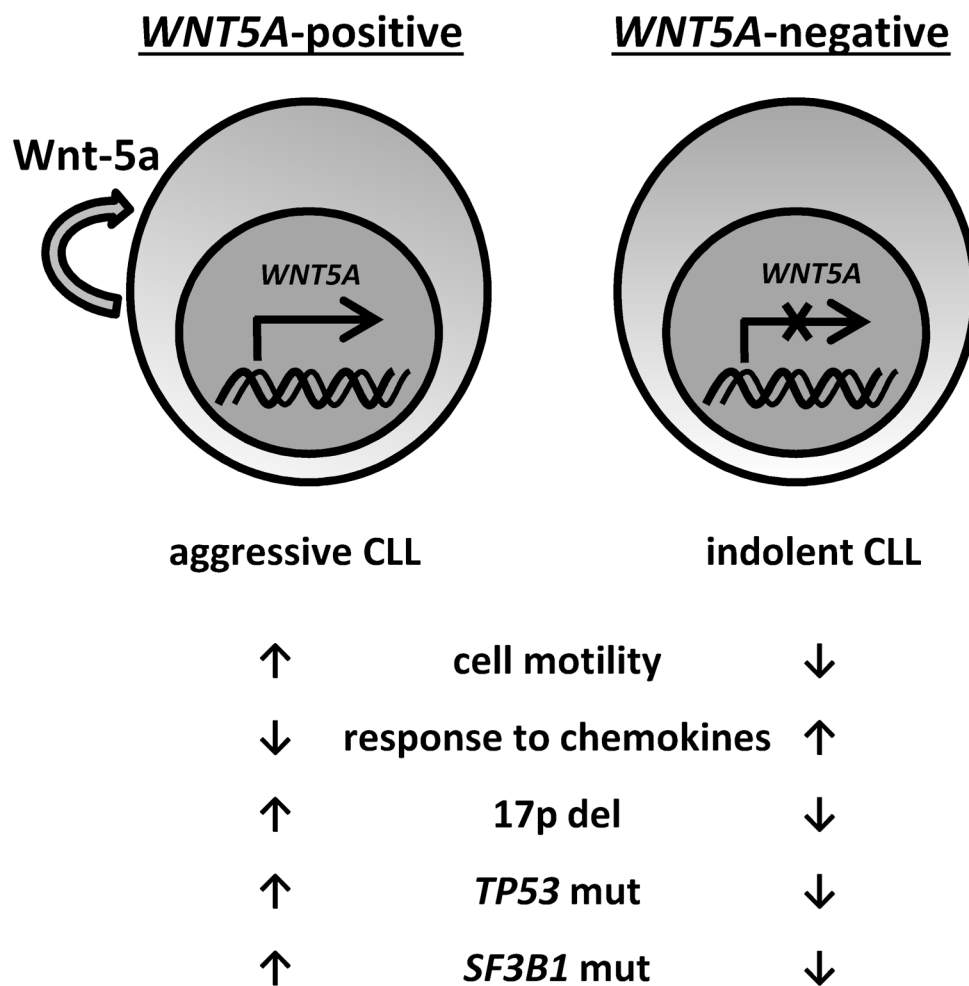 WNT5A-positive WNT5A-negative
Wnt-5a
WNT5A WNT5A
aggressive CLL indolent CLL
↑ cell motility ↓
↓ response to chemokines ↑
↑ 17p del ↓
↑ TP53 mut ↓
↑ SF3B1 mut ↓